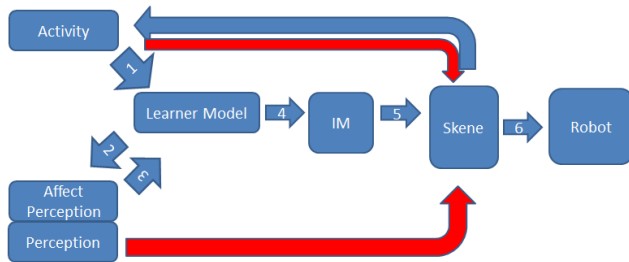 Activity
1
Learner Model
4
IM
5
Skene
6
Robot
2
3
Affect
Perception
Perception